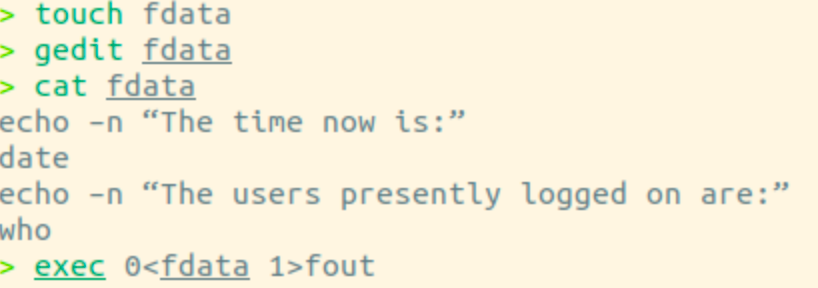 > touch fdata
> gedit fdata
> cat fdata
echo -n “The time now is:”
date
echo -n “The users presently logged on are:”
who
> exec 0<fdata 1>fout